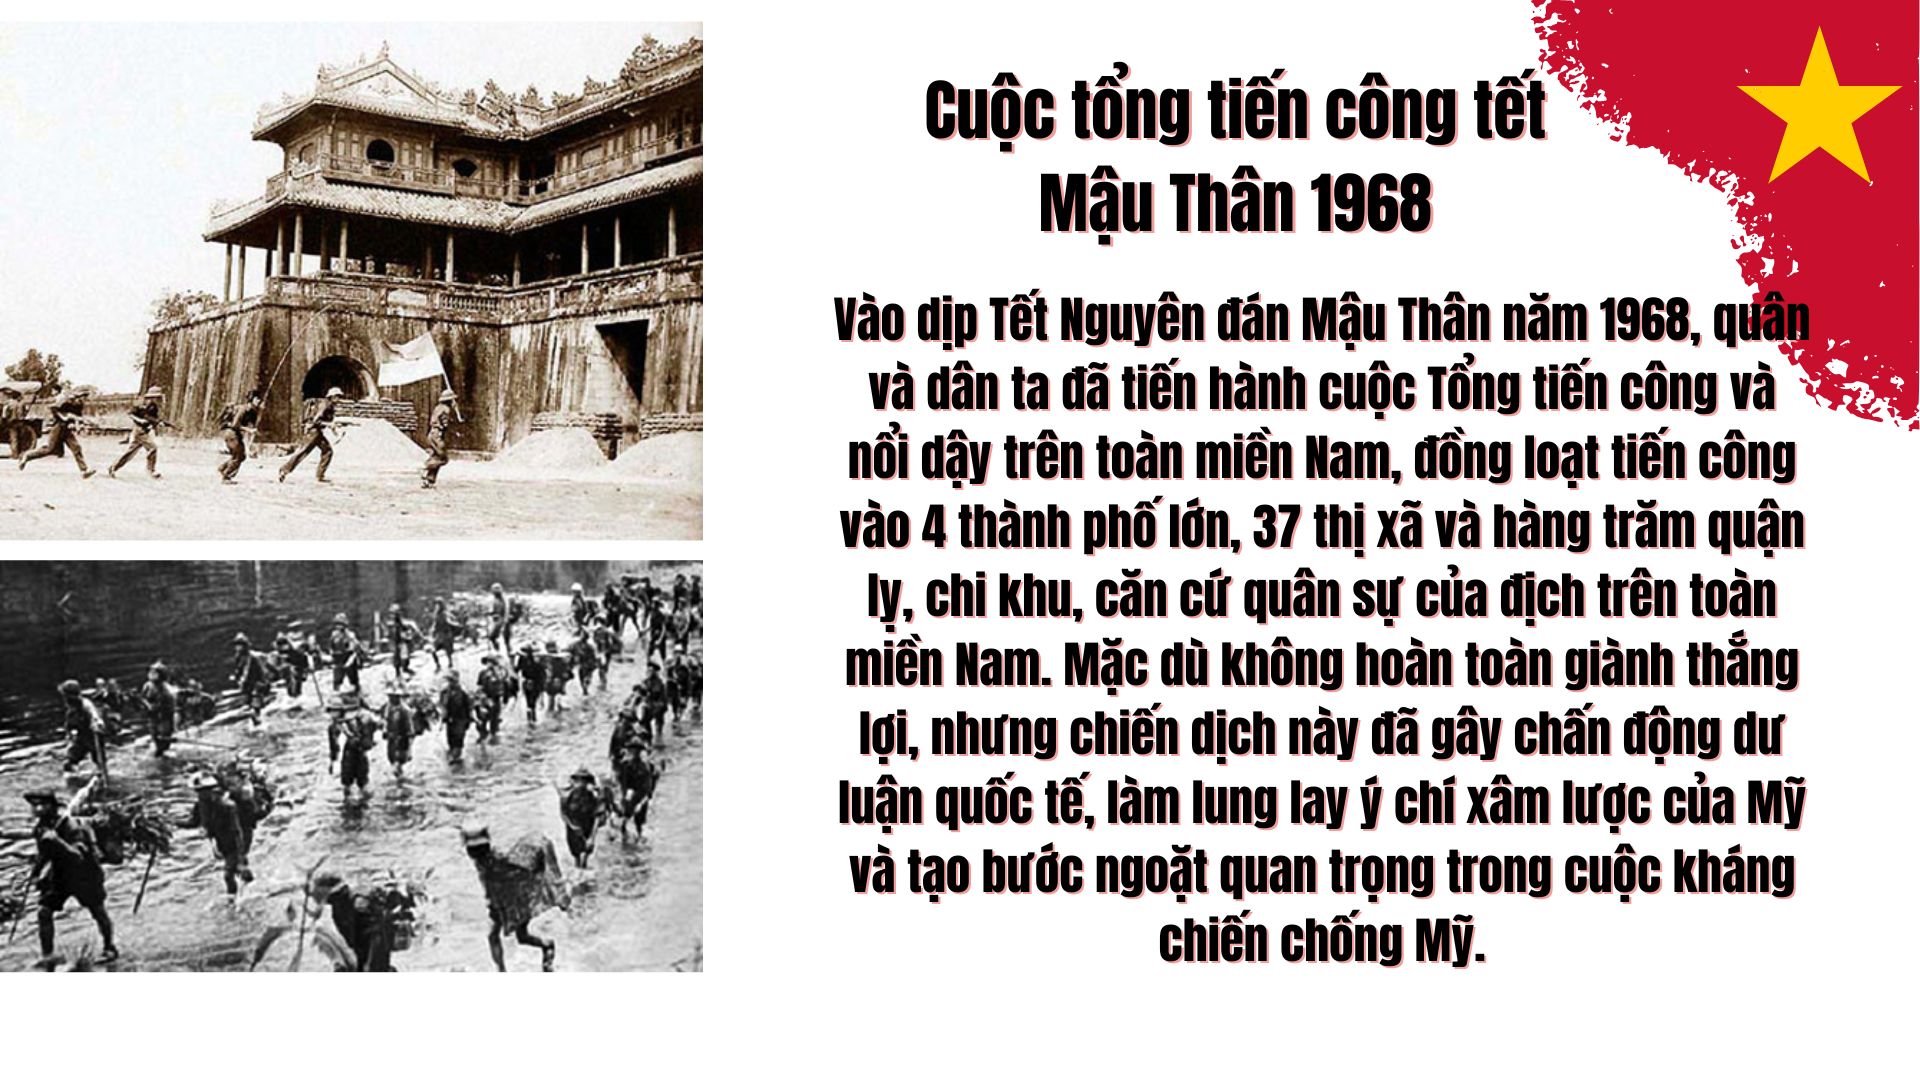 Cuộc tổng tiến công tết
Mậu Thân 1968
Vào dịp Tết Nguyên đán Mậu Thân năm 1968, quân
và dân ta đã tiến hành cuộc Tổng tiến công và
nổi dậy trên toàn miền Nam, đồng loạt tiến công
vào 4 thành phố lớn, 37 thị xã và hàng trăm quận
lỵ, chi khu, căn cứ quân sự của địch trên toàn
miền Nam. Mặc dù không hoàn toàn giành thắng
lợi, nhưng chiến dịch này đã gây chấn động dư
luận quốc tế, làm lung lay ý chí xâm lược của Mỹ
và tạo bước ngoặt quan trọng trong cuộc kháng
chiến chống Mỹ.